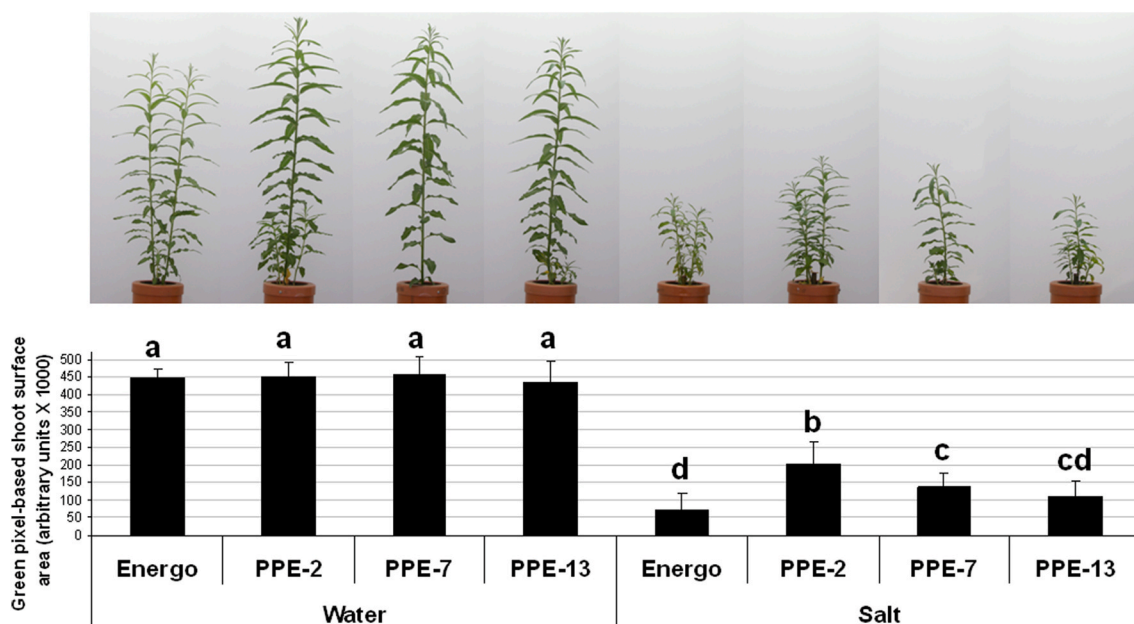 a a a a
b
d c cd
Green pixel-based shoot surface
area (arbitrary units X 1000)
500
450
400
350
300
250
200
150
100
50
0
Energo PPE-2 PPE-7 PPE-13 Energo PPE-2 PPE-7 PPE-13
Water Salt